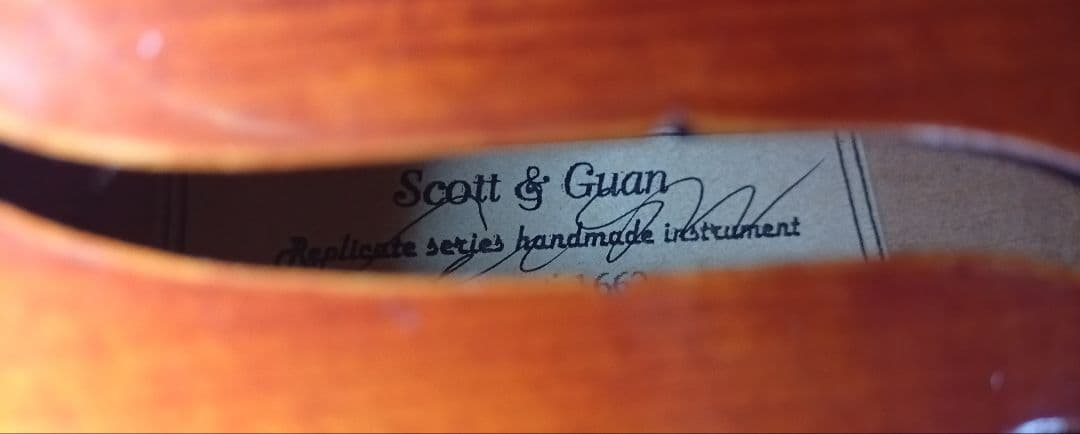 Scott & Guan
Replicate series handmade instrument